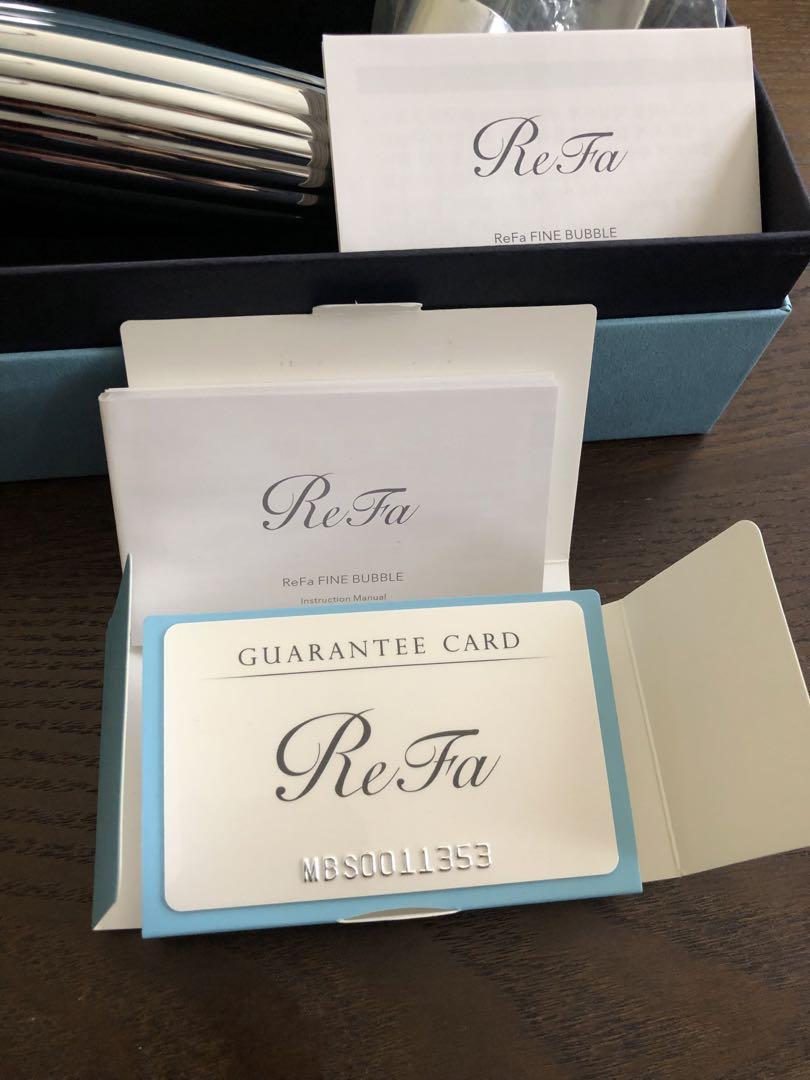 ReFa
ReFa FINE BUBBLE
ReFa
ReFa FINE BUBBLE
Instruction Manual
GUARANTEE CARD
ReFa
MBS0011353